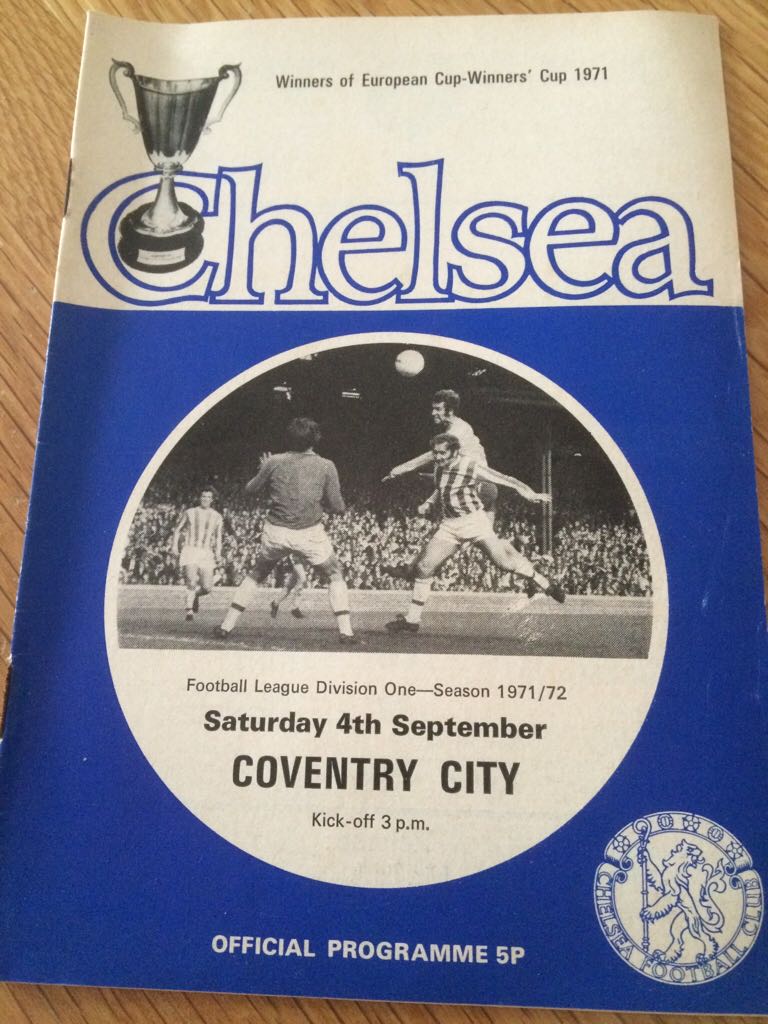 Winners of European Cup-Winners' Cup 1971
Chelsea
Football League Division One—Season 1971/72
Saturday 4th September
COVENTRY CITY
Kick-off 3 p.m.
OFFICIAL PROGRAMME 5P
CHELSEA FOOTBALL CLUB